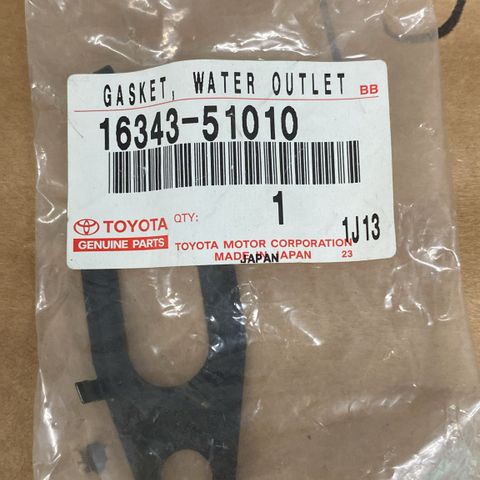 GASKET, WATER OUTLET BB
16343-51010
TOYOTA QTY: 1 1J13
GENUINE PARTS
TOYOTA MOTOR CORPORATION
MADE IN JAPAN 23
JAPAN